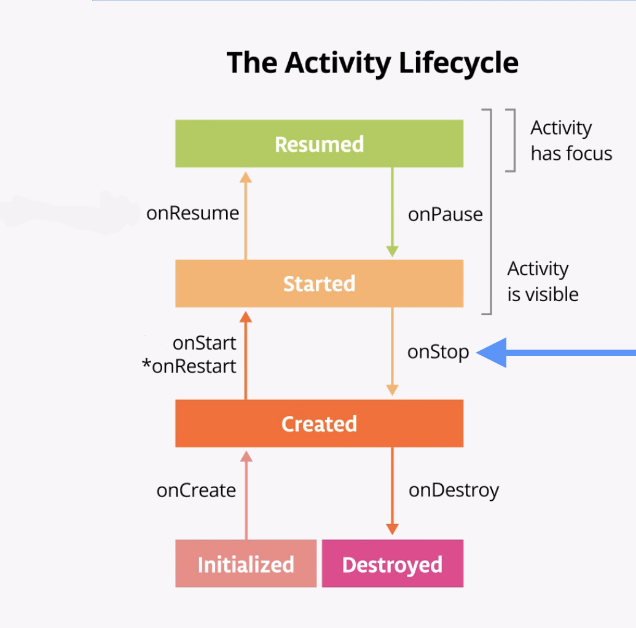 The Activity Lifecycle
Resumed
Activity
has focus
onResume
onPause
Started
Activity
is visible
onStart
*onRestart
onStop
Created
onCreate
onDestroy
Initialized
Destroyed